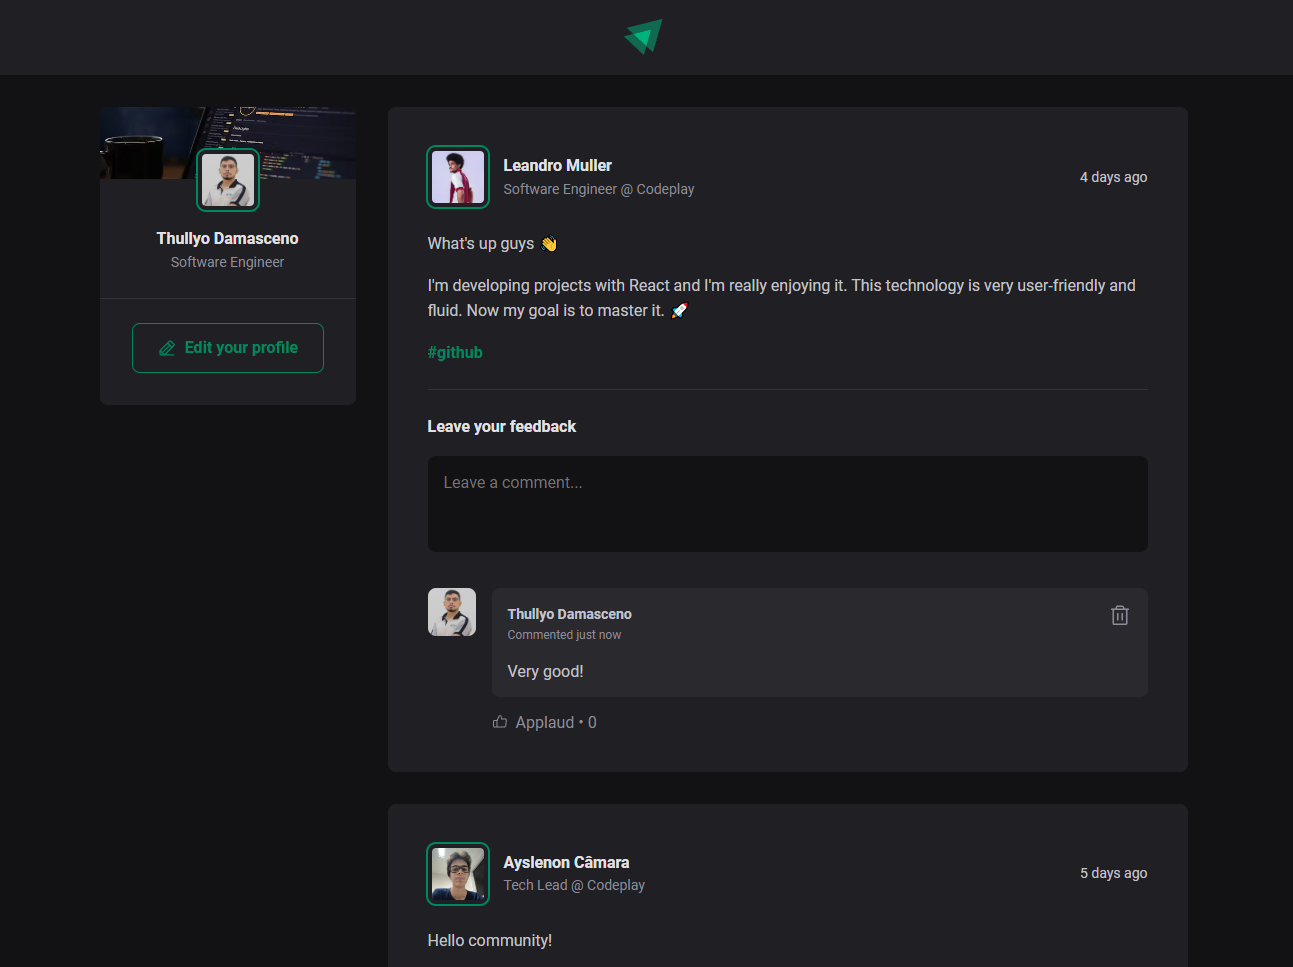 Thullyo Damasceno
Software Engineer
Edit your profile
Leandro Muller
Software Engineer @ Codeplay
4 days ago
What's up guys 👋
I'm developing projects with React and I'm really enjoying it. This technology is very user-friendly and
fluid. Now my goal is to master it. 🚀
#github
Leave your feedback
Leave a comment...
Thullyo Damasceno
Commented just now
Very good!
Applaud • 0
Ayslenon Câmara
Tech Lead @ Codeplay
5 days ago
Hello community!